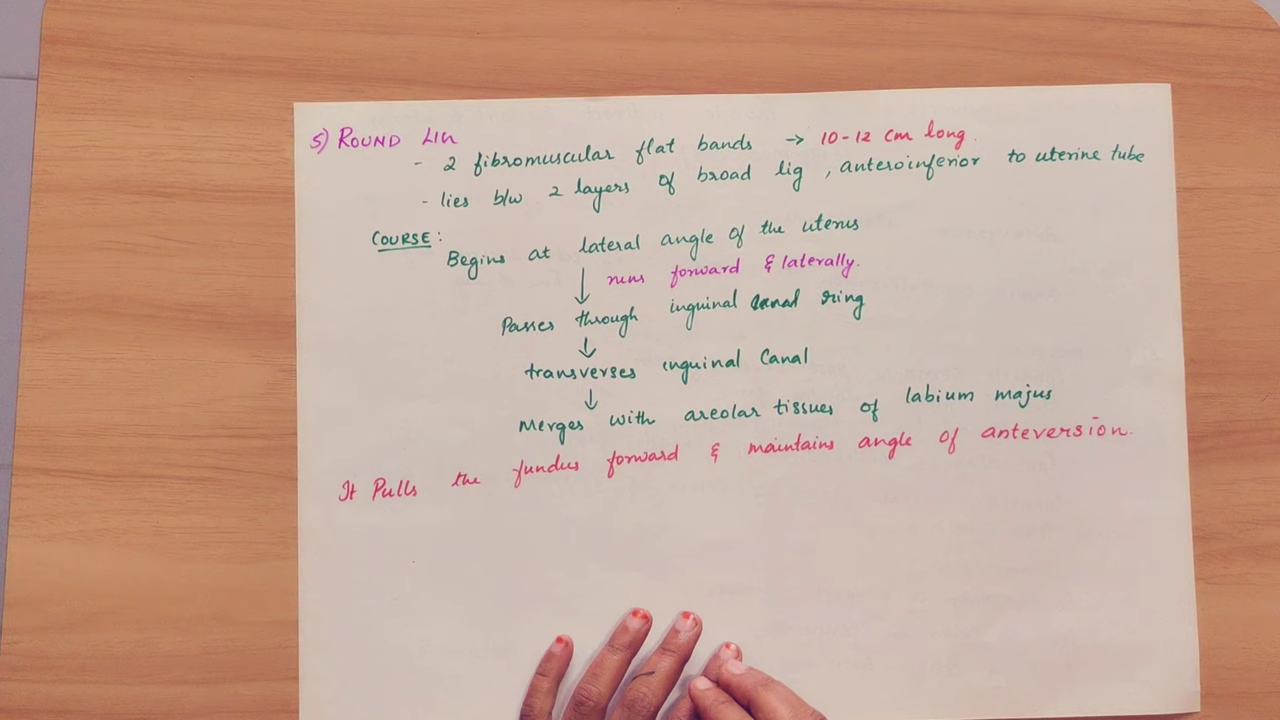 5) ROUND LIG
- 2 fibromuscular flat bands → 10-12 cm long.
- lies b/w 2 layers of broad lig, anteroinferior to uterine tube
COURSE:
Begins at lateral angle of the uterus
↓ runs forward & laterally.
Passes through inguinal canal ring
↓
transverses inguinal Canal
↓
Merges with areolar tissues of labium majus
It Pulls the fundus forward & maintains angle of anteversion.